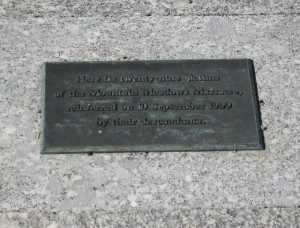 Here lie twenty-nine victims
of the Mountain Meadows Massacre,
reinterred on 10 September 1999
by their descendants.